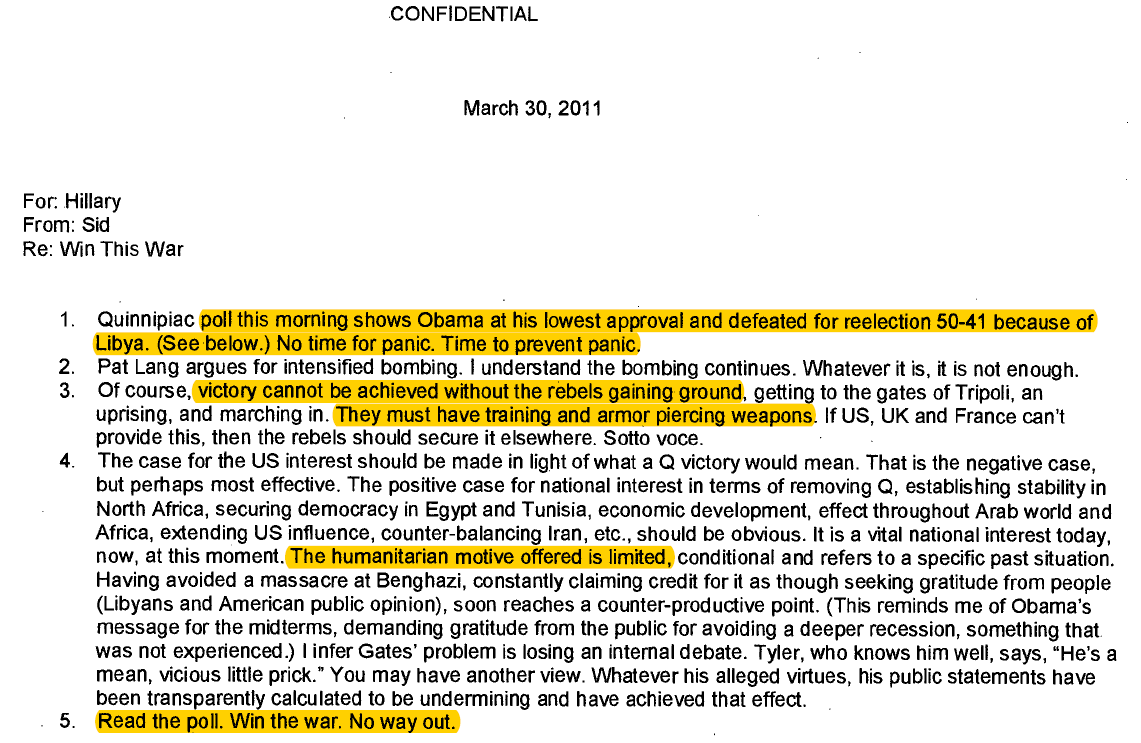 CONFIDENTIAL
March 30, 2011
For: Hillary
From: Sid
Re: Win This War
1. Quinnipiac poll this morning shows Obama at his lowest approval and defeated for reelection 50-41 because of
Libya. (See below.) No time for panic. Time to prevent panic.
2. Pat Lang argues for intensified bombing. I understand the bombing continues. Whatever it is, it is not enough.
3. Of course, victory cannot be achieved without the rebels gaining ground, getting to the gates of Tripoli, an
uprising, and marching in. They must have training and armor piercing weapons. If US, UK and France can't
provide this, then the rebels should secure it elsewhere. Sotto voce.
4. The case for the US interest should be made in light of what a Q victory would mean. That is the negative case,
but perhaps most effective. The positive case for national interest in terms of removing Q, establishing stability in
North Africa, securing democracy in Egypt and Tunisia, economic development, effect throughout Arab world and
Africa, extending US influence, counter-balancing Iran, etc., should be obvious. It is a vital national interest today,
now, at this moment. The humanitarian motive offered is limited, conditional and refers to a specific past situation.
Having avoided a massacre at Benghazi, constantly claiming credit for it as though seeking gratitude from people
(Libyans and American public opinion), soon reaches a counter-productive point. (This reminds me of Obama's
message for the midterms, demanding gratitude from the public for avoiding a deeper recession, something that
was not experienced.) I infer Gates' problem is losing an internal debate. Tyler, who knows him well, says, "He's a
mean, vicious little prick." You may have another view. Whatever his alleged virtues, his public statements have
been transparently calculated to be undermining and have achieved that effect.
5. Read the poll. Win the war. No way out.